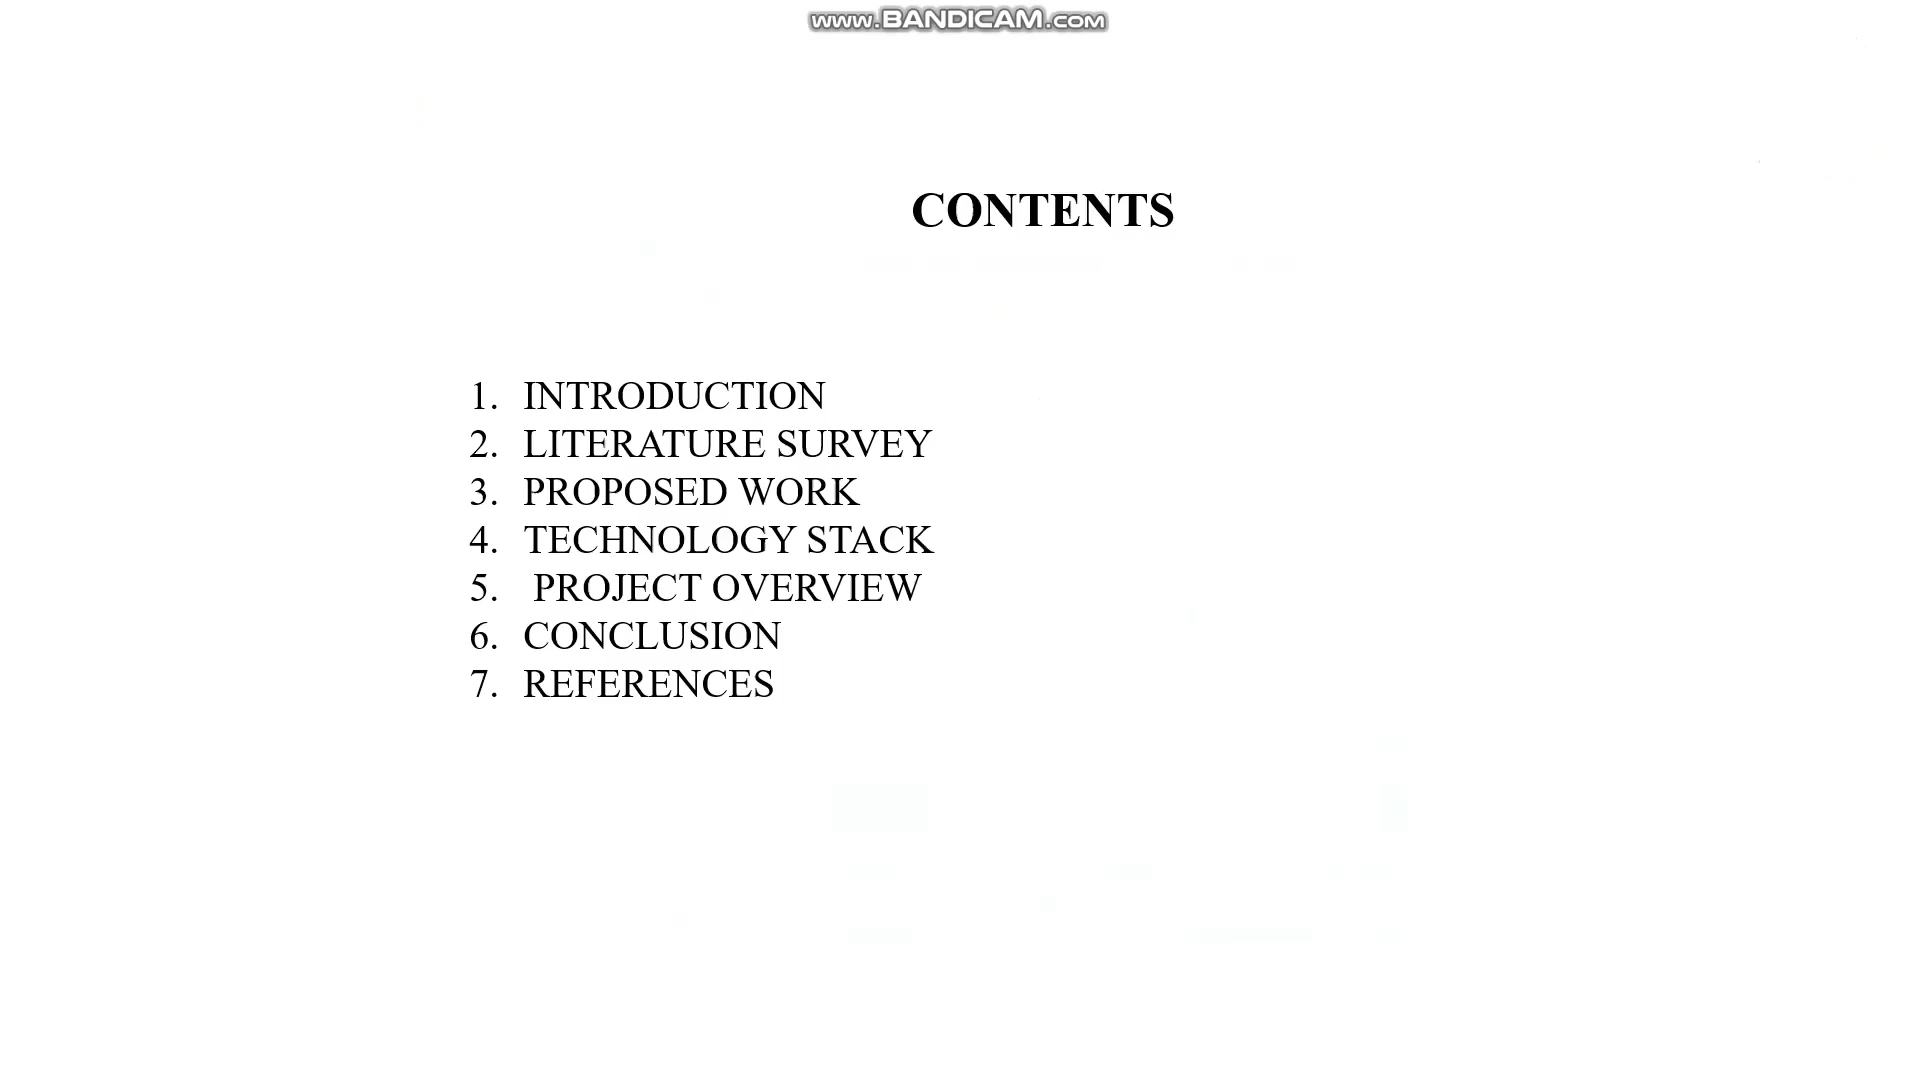 www.BANDICAM.com
CONTENTS
1. INTRODUCTION
2. LITERATURE SURVEY
3. PROPOSED WORK
4. TECHNOLOGY STACK
5. PROJECT OVERVIEW
6. CONCLUSION
7. REFERENCES